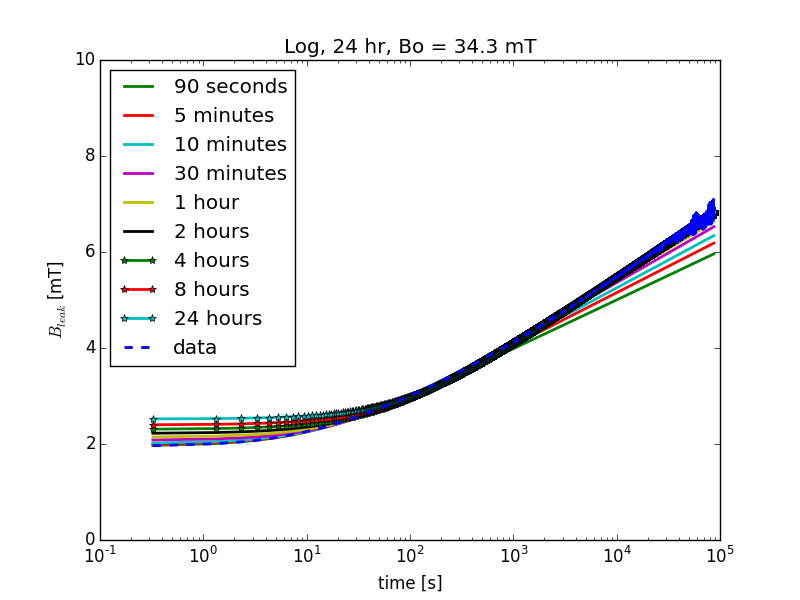 Log, 24 hr, Bo = 34.3 mT
10
8
6
4
2
0
B_{leak} [mT]
90 seconds
5 minutes
10 minutes
30 minutes
1 hour
2 hours
4 hours
8 hours
24 hours
data
10^{-1} 10^{0} 10^{1} 10^{2} 10^{3} 10^{4} 10^{5}
time [s]